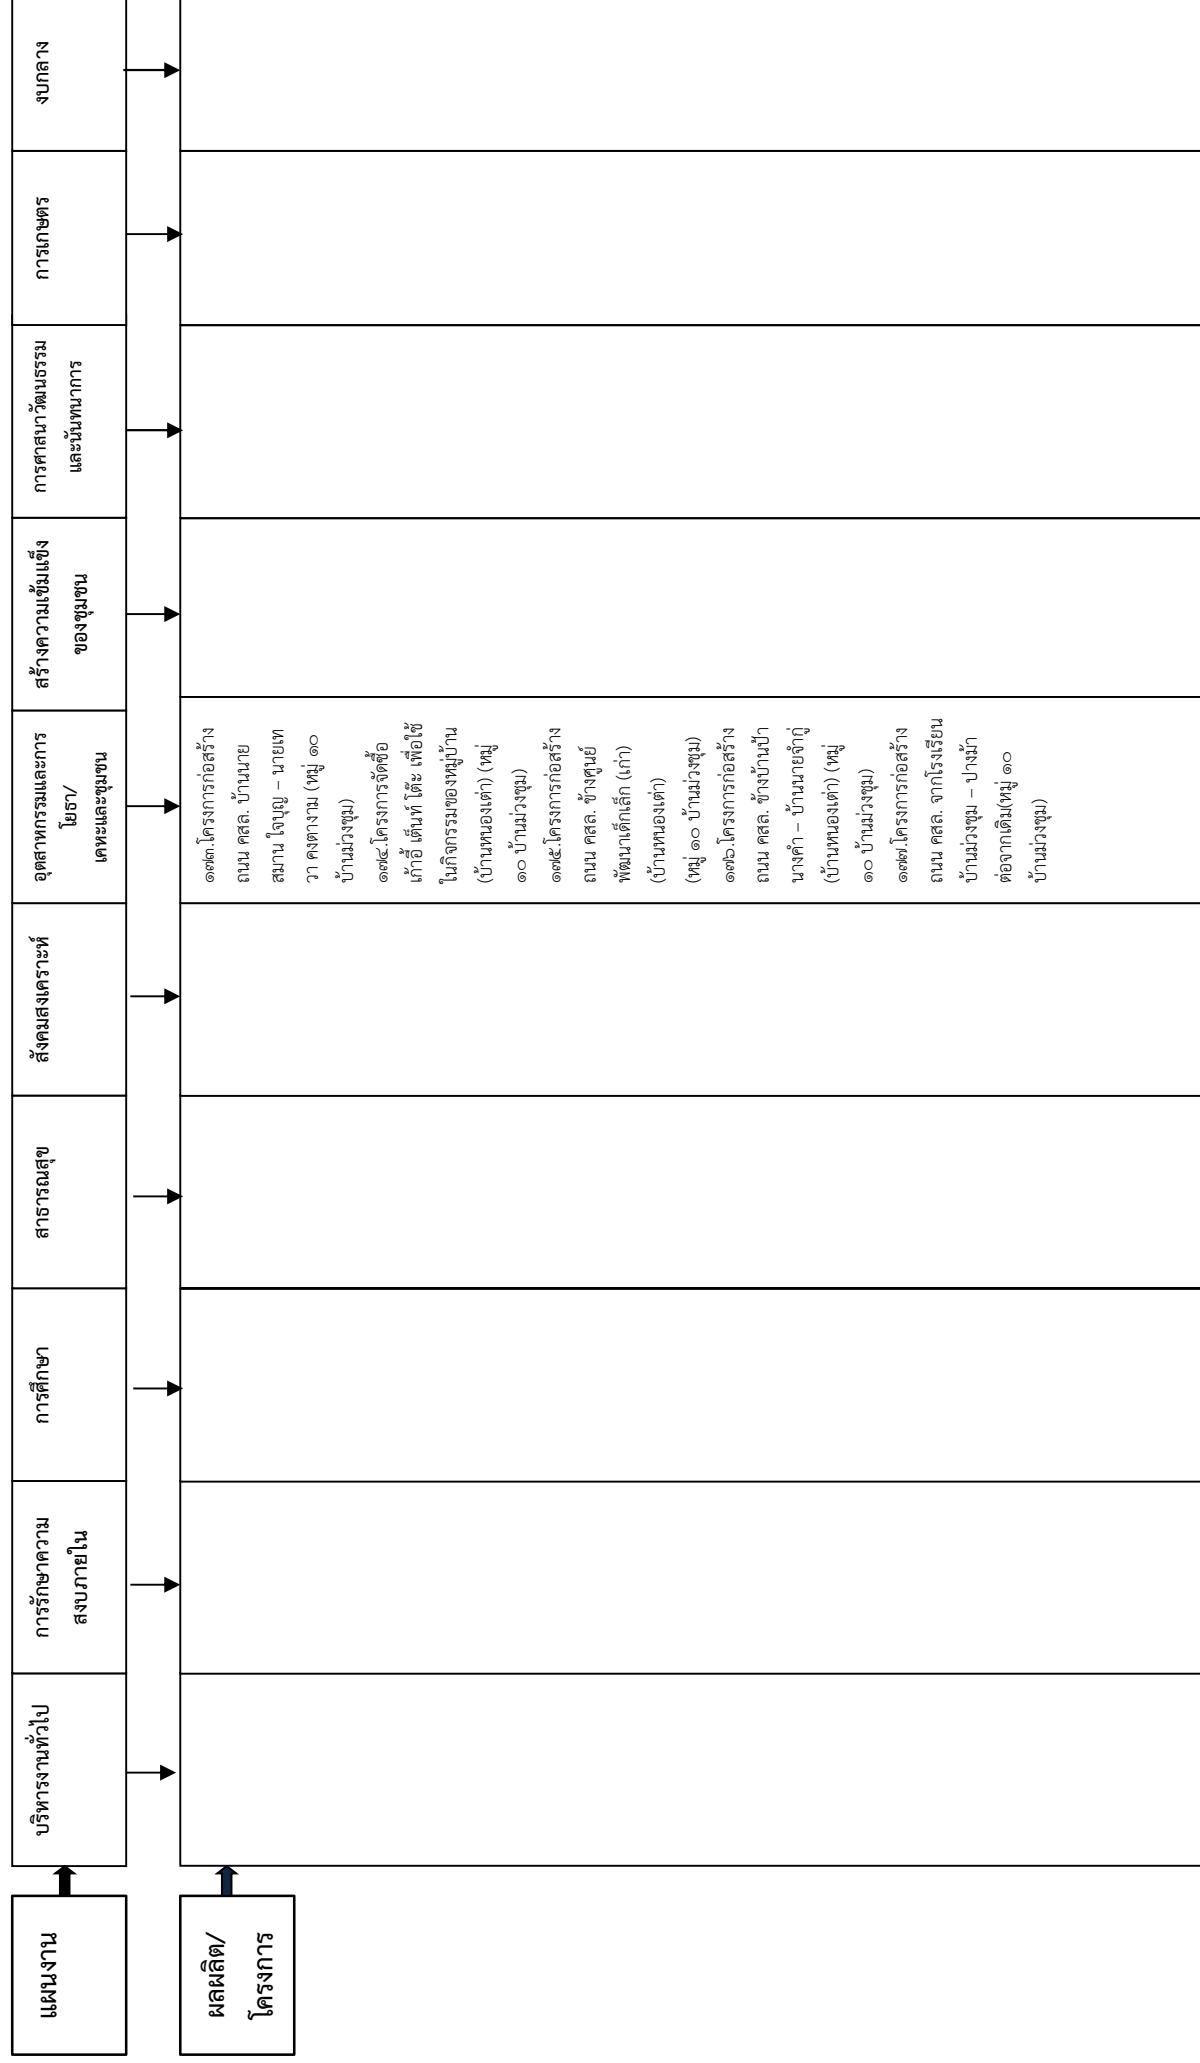 แผนงาน
บริหารงานทั่วไป
การรักษาความ
สงบภายใน
การศึกษา
สาธารณสุข
สังคมสงเคราะห์
อุตสาหกรรมและการ
โยธา/
เคหะและชุมชน
สร้างความเข้มแข็ง
ของชุมชน
การศาสนาวัฒนธรรม
และนันทนาการ
การเกษตร
งบกลาง
ผลผลิต/
โครงการ
๑๗๓.โครงการก่อสร้าง
ถนน คสล. บ้านนาย
สมาน ใจบุญ – นายเท
วา คงตางาม (หมู่ ๑๐
บ้านม่วงชุม)
๑๗๔.โครงการจัดซื้อ
เก้าอี้ เต็นท์ โต๊ะ เพื่อใช้
ในกิจกรรมของหมู่บ้าน
(บ้านหนองเต่า) (หมู่
๑๐ บ้านม่วงชุม)
๑๗๕.โครงการก่อสร้าง
ถนน คสล. ข้างศูนย์
พัฒนาเด็กเล็ก (เก่า)
(บ้านหนองเต่า)
(หมู่ ๑๐ บ้านม่วงชุม)
๑๗๖.โครงการก่อสร้าง
ถนน คสล. ข้างบ้านป้า
นางคำ – บ้านนายจำกู่
(บ้านหนองเต่า) (หมู่
๑๐ บ้านม่วงชุม)
๑๗๗.โครงการก่อสร้าง
ถนน คสล. จากโรงเรียน
บ้านม่วงชุม – ปางม้า
ต่อจากเดิม(หมู่ ๑๐
บ้านม่วงชุม)